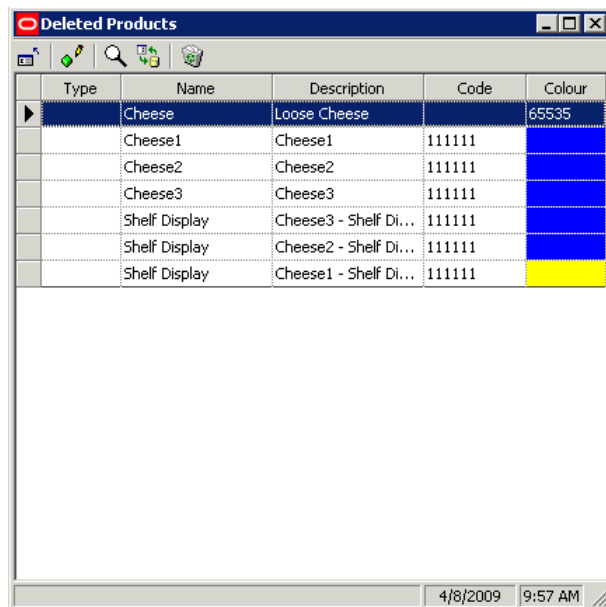 Deleted Products
Type Name Description Code Colour
Cheese Loose Cheese 65535
Cheese1 Cheese1 111111
Cheese2 Cheese2 111111
Cheese3 Cheese3 111111
Shelf Display Cheese3 - Shelf Di... 111111
Shelf Display Cheese2 - Shelf Di... 111111
Shelf Display Cheese1 - Shelf Di... 111111
4/8/2009 9:57 AM